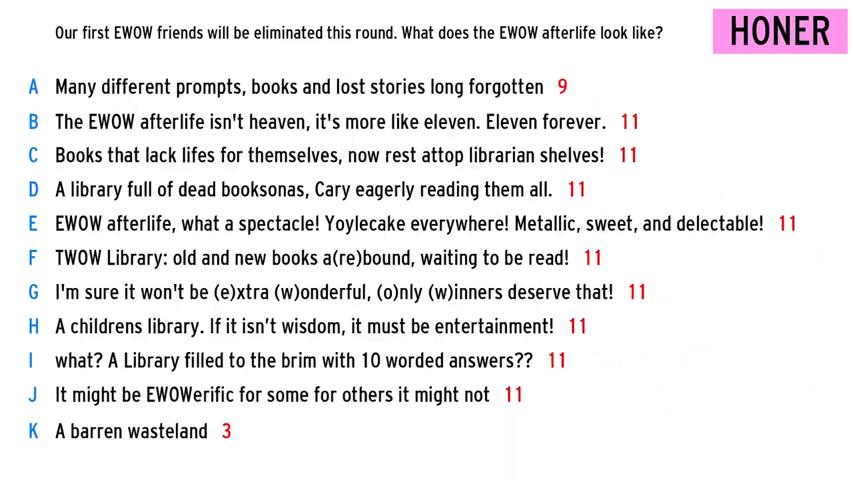 Our first EWOW friends will be eliminated this round. What does the EWOW afterlife look like?
HONER
A Many different prompts, books and lost stories long forgotten 9
B The EWOW afterlife isn't heaven, it's more like eleven. Eleven forever. 11
C Books that lack lifes for themselves, now rest attop librarian shelves! 11
D A library full of dead booksonas, Cary eagerly reading them all. 11
E EWOW afterlife, what a spectacle! Yoylecake everywhere! Metallic, sweet, and delectable! 11
F TWOW Library: old and new books a(re)bound, waiting to be read! 11
G I'm sure it won't be (e)xtra (w)onderful, (o)nly (w)inners deserve that! 11
H A childrens library. If it isn’t wisdom, it must be entertainment! 11
I what? A Library filled to the brim with 10 worded answers?? 11
J It might be EWOWerific for some for others it might not 11
K A barren wasteland 3